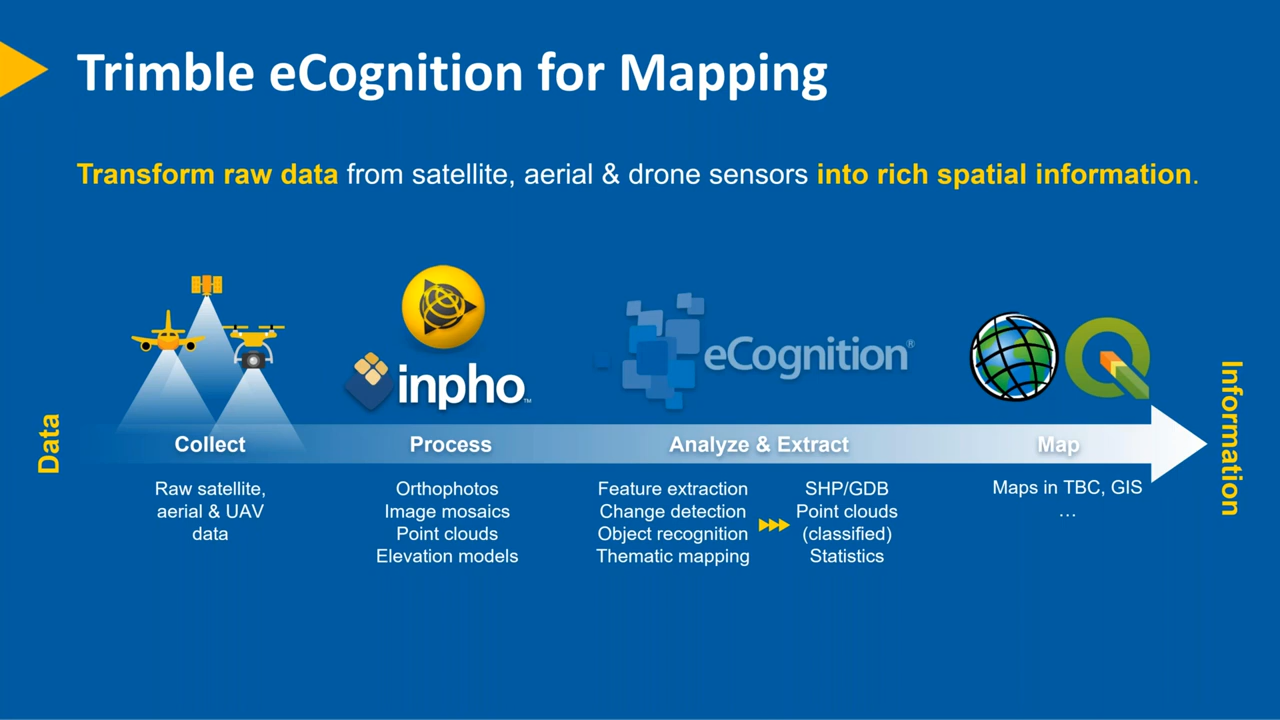 Trimble eCognition for Mapping
Transform raw data from satellite, aerial & drone sensors into rich spatial information.
Data
inpho™
eCognition®
Collect
Process
Analyze & Extract
Map
Information
Raw satellite,
aerial & UAV
data
Orthophotos
Image mosaics
Point clouds
Elevation models
Feature extraction
Change detection
Object recognition
Thematic mapping
SHP/GDB
Point clouds
(classified)
Statistics
Maps in TBC, GIS
...